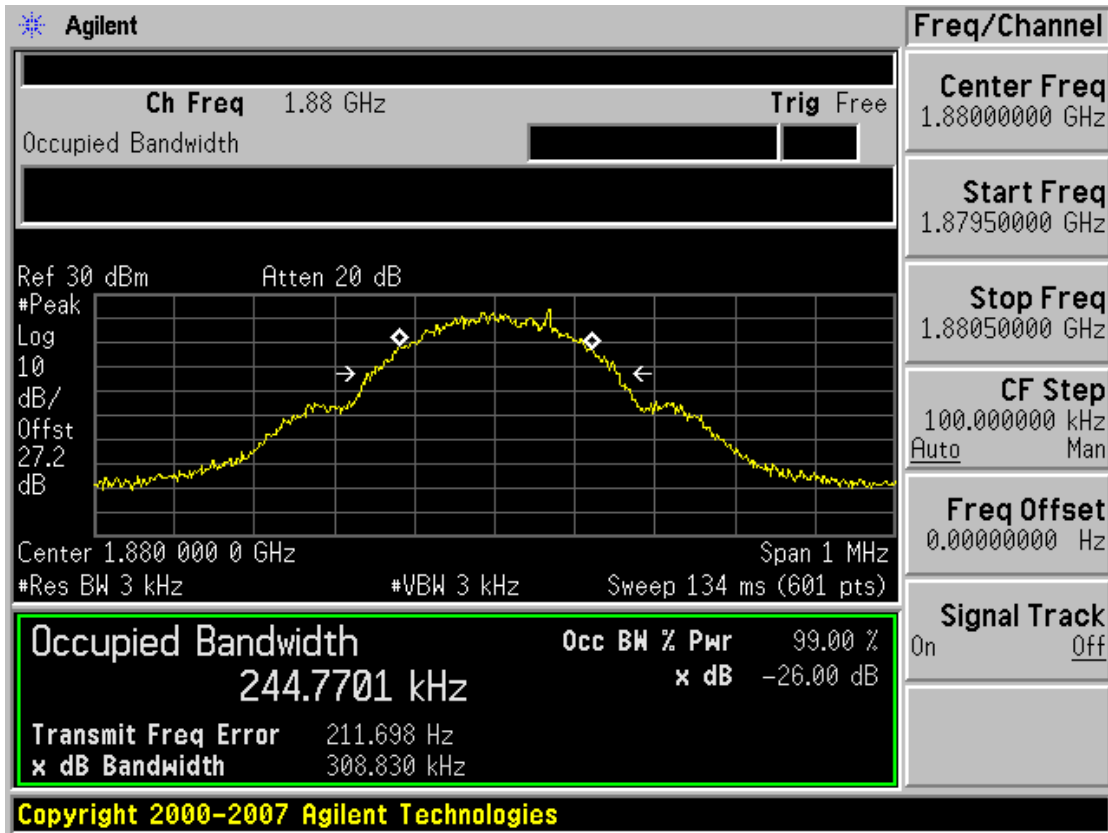 Agilent
Ch Freq 1.88 GHz Trig Free
Occupied Bandwidth
Ref 30 dBm Atten 20 dB
#Peak
Log
10
dB/
Offst
27.2
dB
Center 1.880 000 0 GHz Span 1 MHz
#Res BW 3 kHz #VBW 3 kHz Sweep 134 ms (601 pts)
Occupied Bandwidth Occ BW % Pwr 99.00 %
244.7701 kHz x dB -26.00 dB
Transmit Freq Error 211.698 Hz
x dB Bandwidth 308.830 kHz
Copyright 2000-2007 Agilent Technologies
Freq/Channel
Center Freq
1.88000000 GHz
Start Freq
1.87950000 GHz
Stop Freq
1.88050000 GHz
CF Step
100.000000 kHz
Auto Man
Freq Offset
0.00000000 Hz
Signal Track
On Off